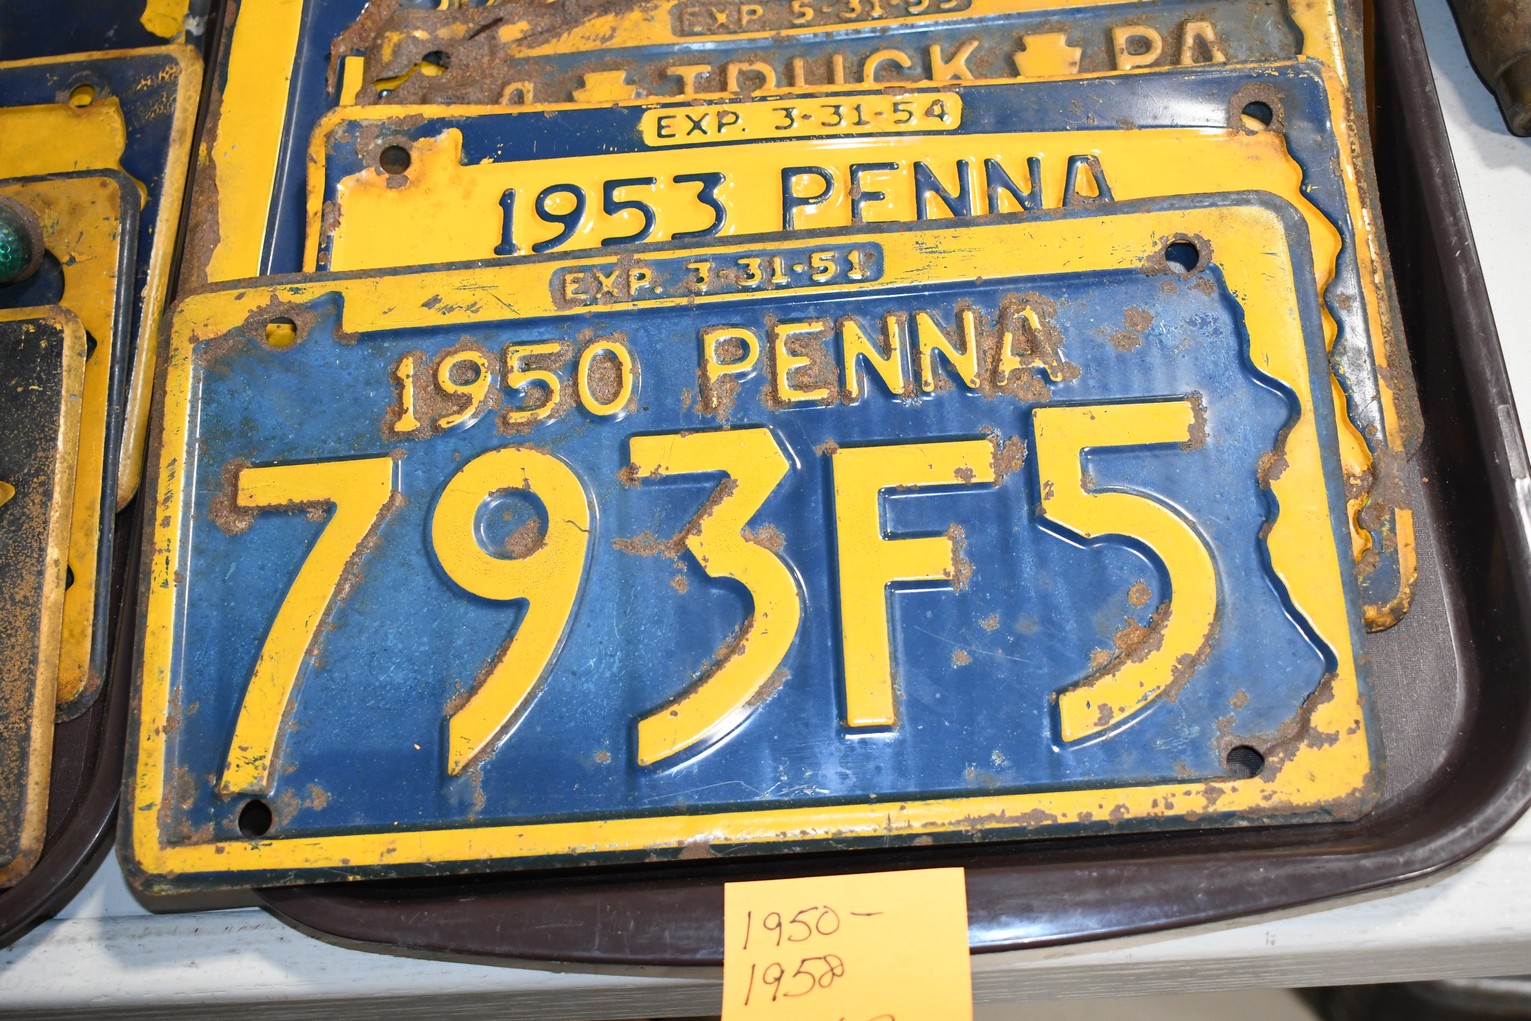 EXP 5-31-55
TRUCK PA
EXP. 3-31-54
1953 PENNA
EXP. 3-31-51
1950 PENNA
793F5
1950-
1958